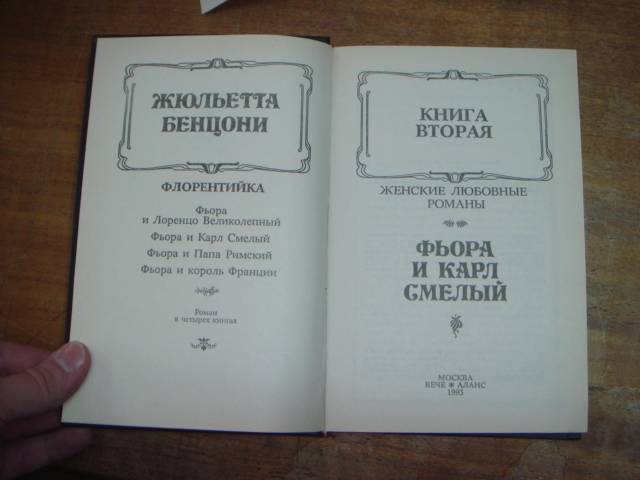 ЖЮЛЬЕТТА
БЕНЦОНИ
ФЛОРЕНТИЙКА
Фьора
и Лоренцо Великолепный
Фьора и Карл Смелый
Фьора и Папа Римский
Фьора и король Франции
Роман
в четырех книгах
КНИГА
ВТОРАЯ
ЖЕНСКИЕ ЛЮБОВНЫЕ
РОМАНЫ
ФЬОРА
И КАРЛ
СМЕЛЫЙ
МОСКВА
ВЕЧЕ * АЛАНС
1995